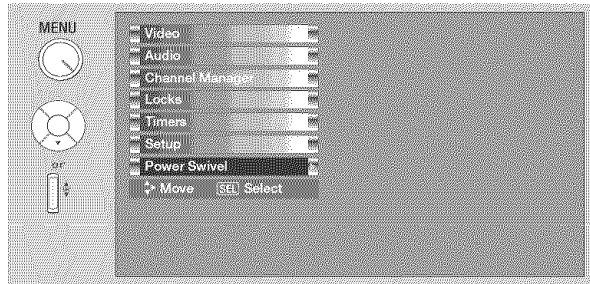 MENU
Video
Audio
Channel Manager
Locks
Timers
Setup
Power Swivel
Move SEL Select
or